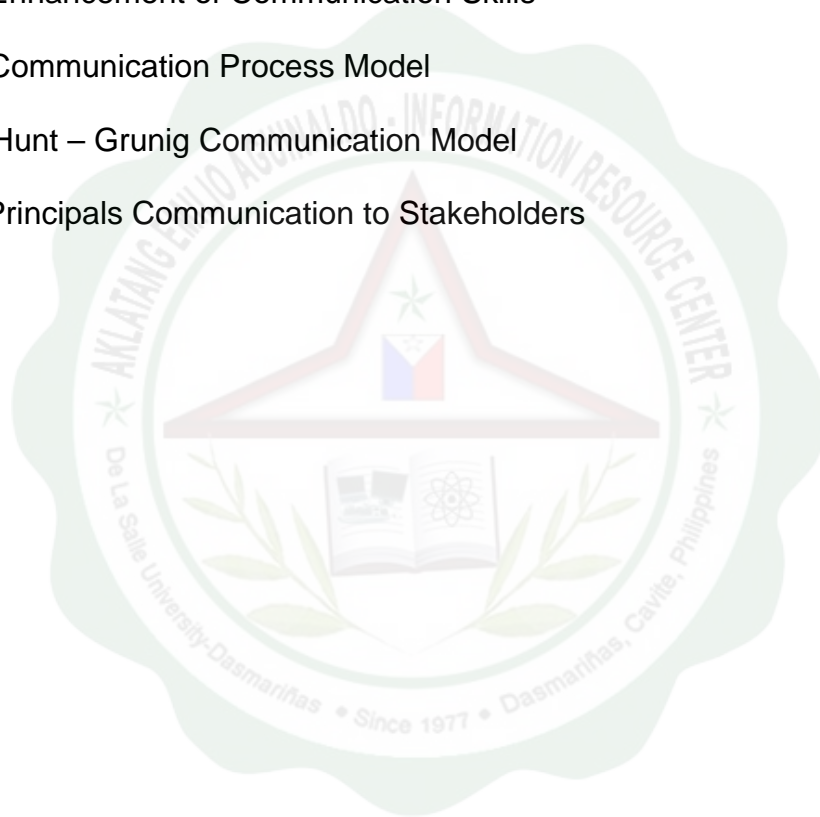 Enhancement of Communication Skills
Communication Process Model
Hunt – Grunig Communication Model
Principals Communication to Stakeholders
AKLATANG EMILIO AGUINALDO - INFORMATION RESOURCE CENTER
De La Salle University-Dasmariñas • Since 1977 • Dasmariñas, Cavite, Philippines